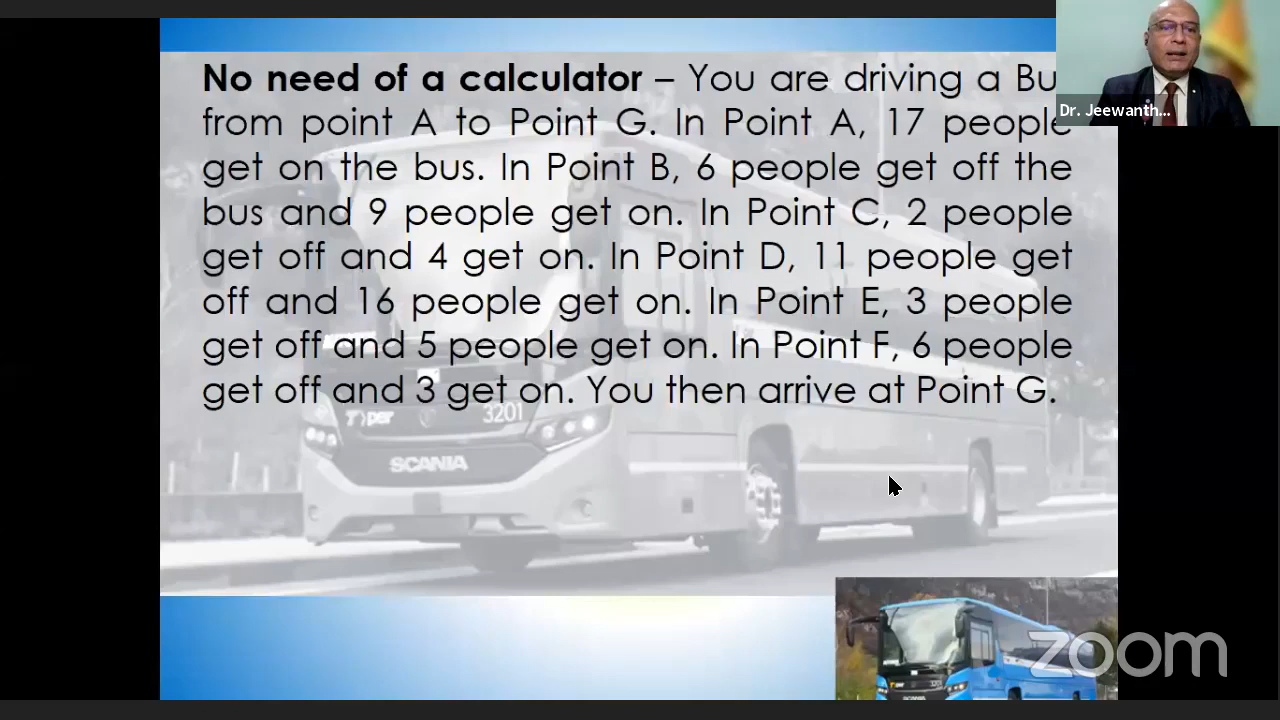 No need of a calculator – You are driving a Bu
from point A to Point G. In Point A, 17 people
get on the bus. In Point B, 6 people get off the
bus and 9 people get on. In Point C, 2 people
get off and 4 get on. In Point D, 11 people get
off and 16 people get on. In Point E, 3 people
get off and 5 people get on. In Point F, 6 people
get off and 3 get on. You then arrive at Point G.
Dr. Jeewanth...
Tper
3201
SCANIA
3201
SCANIA
zoom